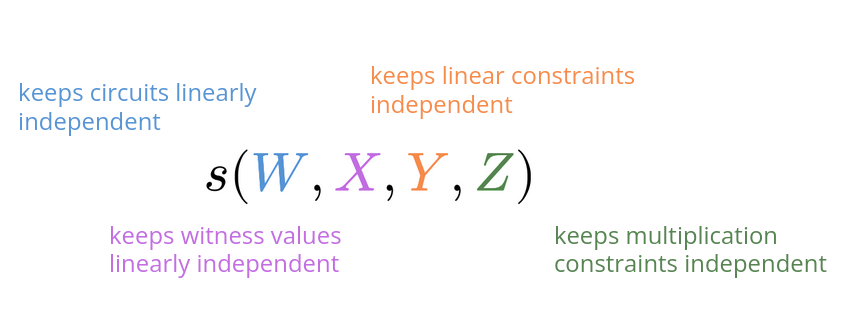 keeps linear constraints
independent
keeps circuits linearly
independent
s(W, X, Y, Z)
keeps witness values
linearly independent
keeps multiplication
constraints independent